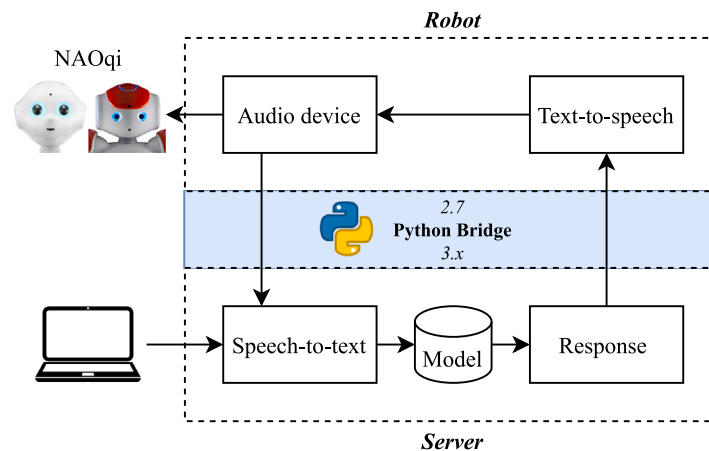 Robot
NAOqi
Audio device
Text-to-speech
2.7
Python Bridge
3.x
Speech-to-text
Model
Response
Server